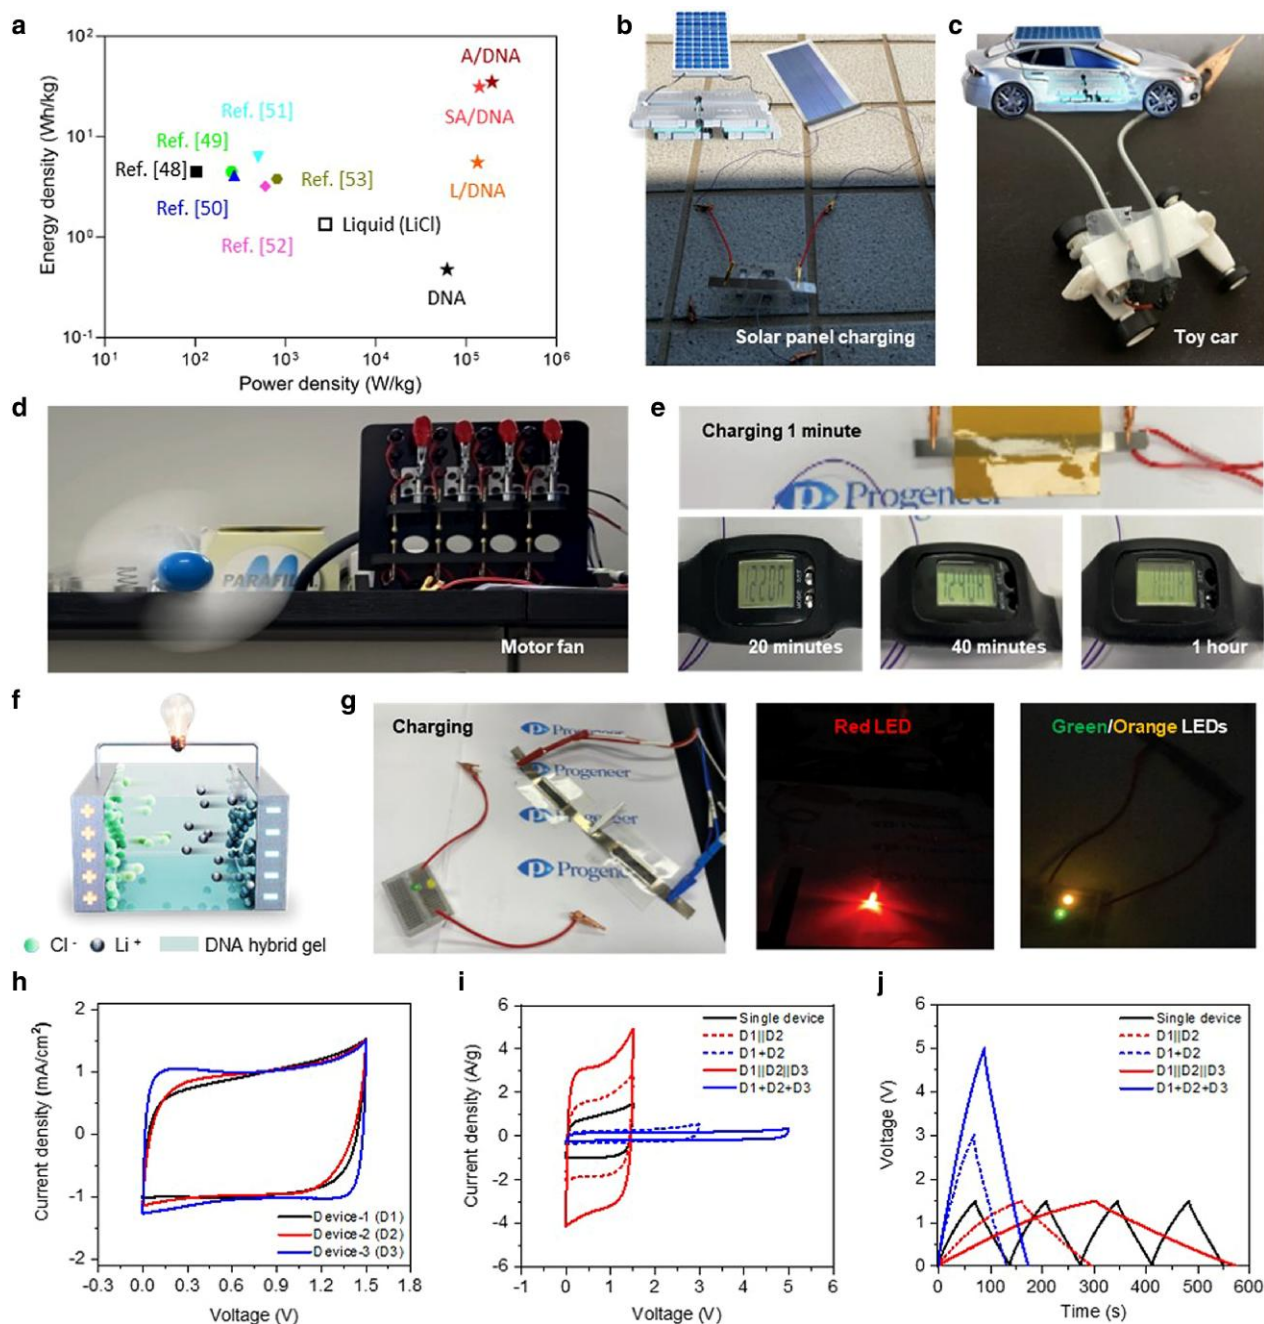 a
Energy density (Wh/kg)
10²
10¹
10⁰
10⁻¹
10¹
10²
10³
10⁴
10⁵
10⁶
Power density (W/kg)
A/DNA
SA/DNA
L/DNA
DNA
Ref. [51]
Ref. [49]
Ref. [48]
Ref. [53]
Ref. [50]
Ref. [52]
Liquid (LiCl)
b
Solar panel charging
c
Toy car
d
PARAFILM
Motor fan
e
Charging 1 minute
Progeneer
20 minutes
40 minutes
1 hour
f
Cl⁻
Li⁺
DNA hybrid gel
g
Charging
Progeneer
Progeneer
Progeneer
Progeneer
Red LED
Green/Orange LEDs
h
Current density (mA/cm²)
2
1
0
-1
-2
-0.3
0.0
0.3
0.6
0.9
1.2
1.5
1.8
Voltage (V)
Device-1 (D1)
Device-2 (D2)
Device-3 (D3)
i
Current density (A/g)
6
4
2
0
-2
-4
-6
-1
0
1
2
3
4
5
6
Voltage (V)
Single device
D1||D2
D1+D2
D1||D2||D3
D1+D2+D3
j
Voltage (V)
6
5
4
3
2
1
0
0
100
200
300
400
500
600
Time (s)
Single device
D1||D2
D1+D2
D1||D2||D3
D1+D2+D3